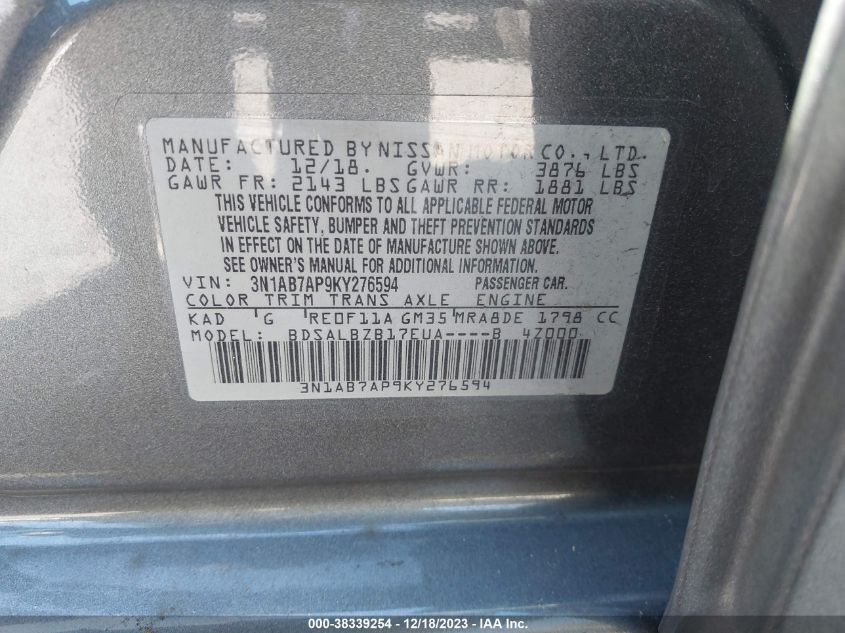 MANUFACTURED BY NISSAN MOTOR CO., LTD.
DATE: 12/18. GVWR: 3876 LBS
GAWR FR: 2143 LBS GAWR RR: 1881 LBS
THIS VEHICLE CONFORMS TO ALL APPLICABLE FEDERAL MOTOR
VEHICLE SAFETY, BUMPER AND THEFT PREVENTION STANDARDS
IN EFFECT ON THE DATE OF MANUFACTURE SHOWN ABOVE.
SEE OWNER'S MANUAL FOR ADDITIONAL INFORMATION.
VIN: 3N1AB7AP9KY276594 PASSENGER CAR.
COLOR TRIM TRANS AXLE ENGINE
KAD G RE0F11A GM35 MRA8DE 1798 CC
MODEL: BDSALBZB17EUA----B 4Z000
3N1AB7AP9KY276594
000-38339254 - 12/18/2023 - IAA, Inc.